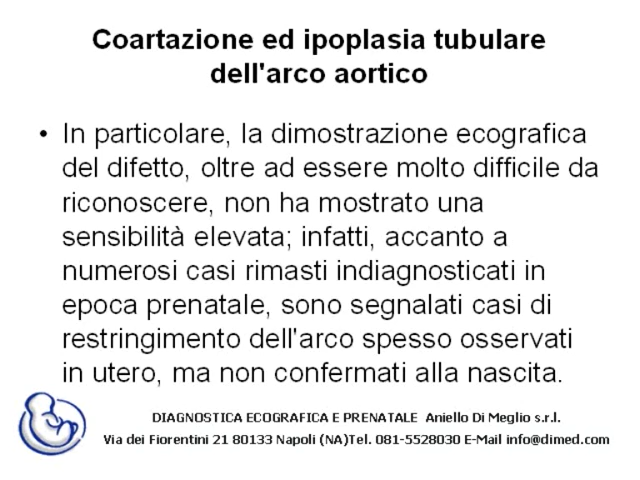 Coartazione ed ipoplasia tubulare
dell'arco aortico
• In particolare, la dimostrazione ecografica
del difetto, oltre ad essere molto difficile da
riconoscere, non ha mostrato una
sensibilità elevata; infatti, accanto a
numerosi casi rimasti indiagnosticati in
epoca prenatale, sono segnalati casi di
restringimento dell'arco spesso osservati
in utero, ma non confermati alla nascita.
DIAGNOSTICA ECOGRAFICA E PRENATALE Aniello Di Meglio s.r.l.
Via dei Fiorentini 21 80133 Napoli (NA)Tel. 081-5528030 E-Mail info@dimed.com